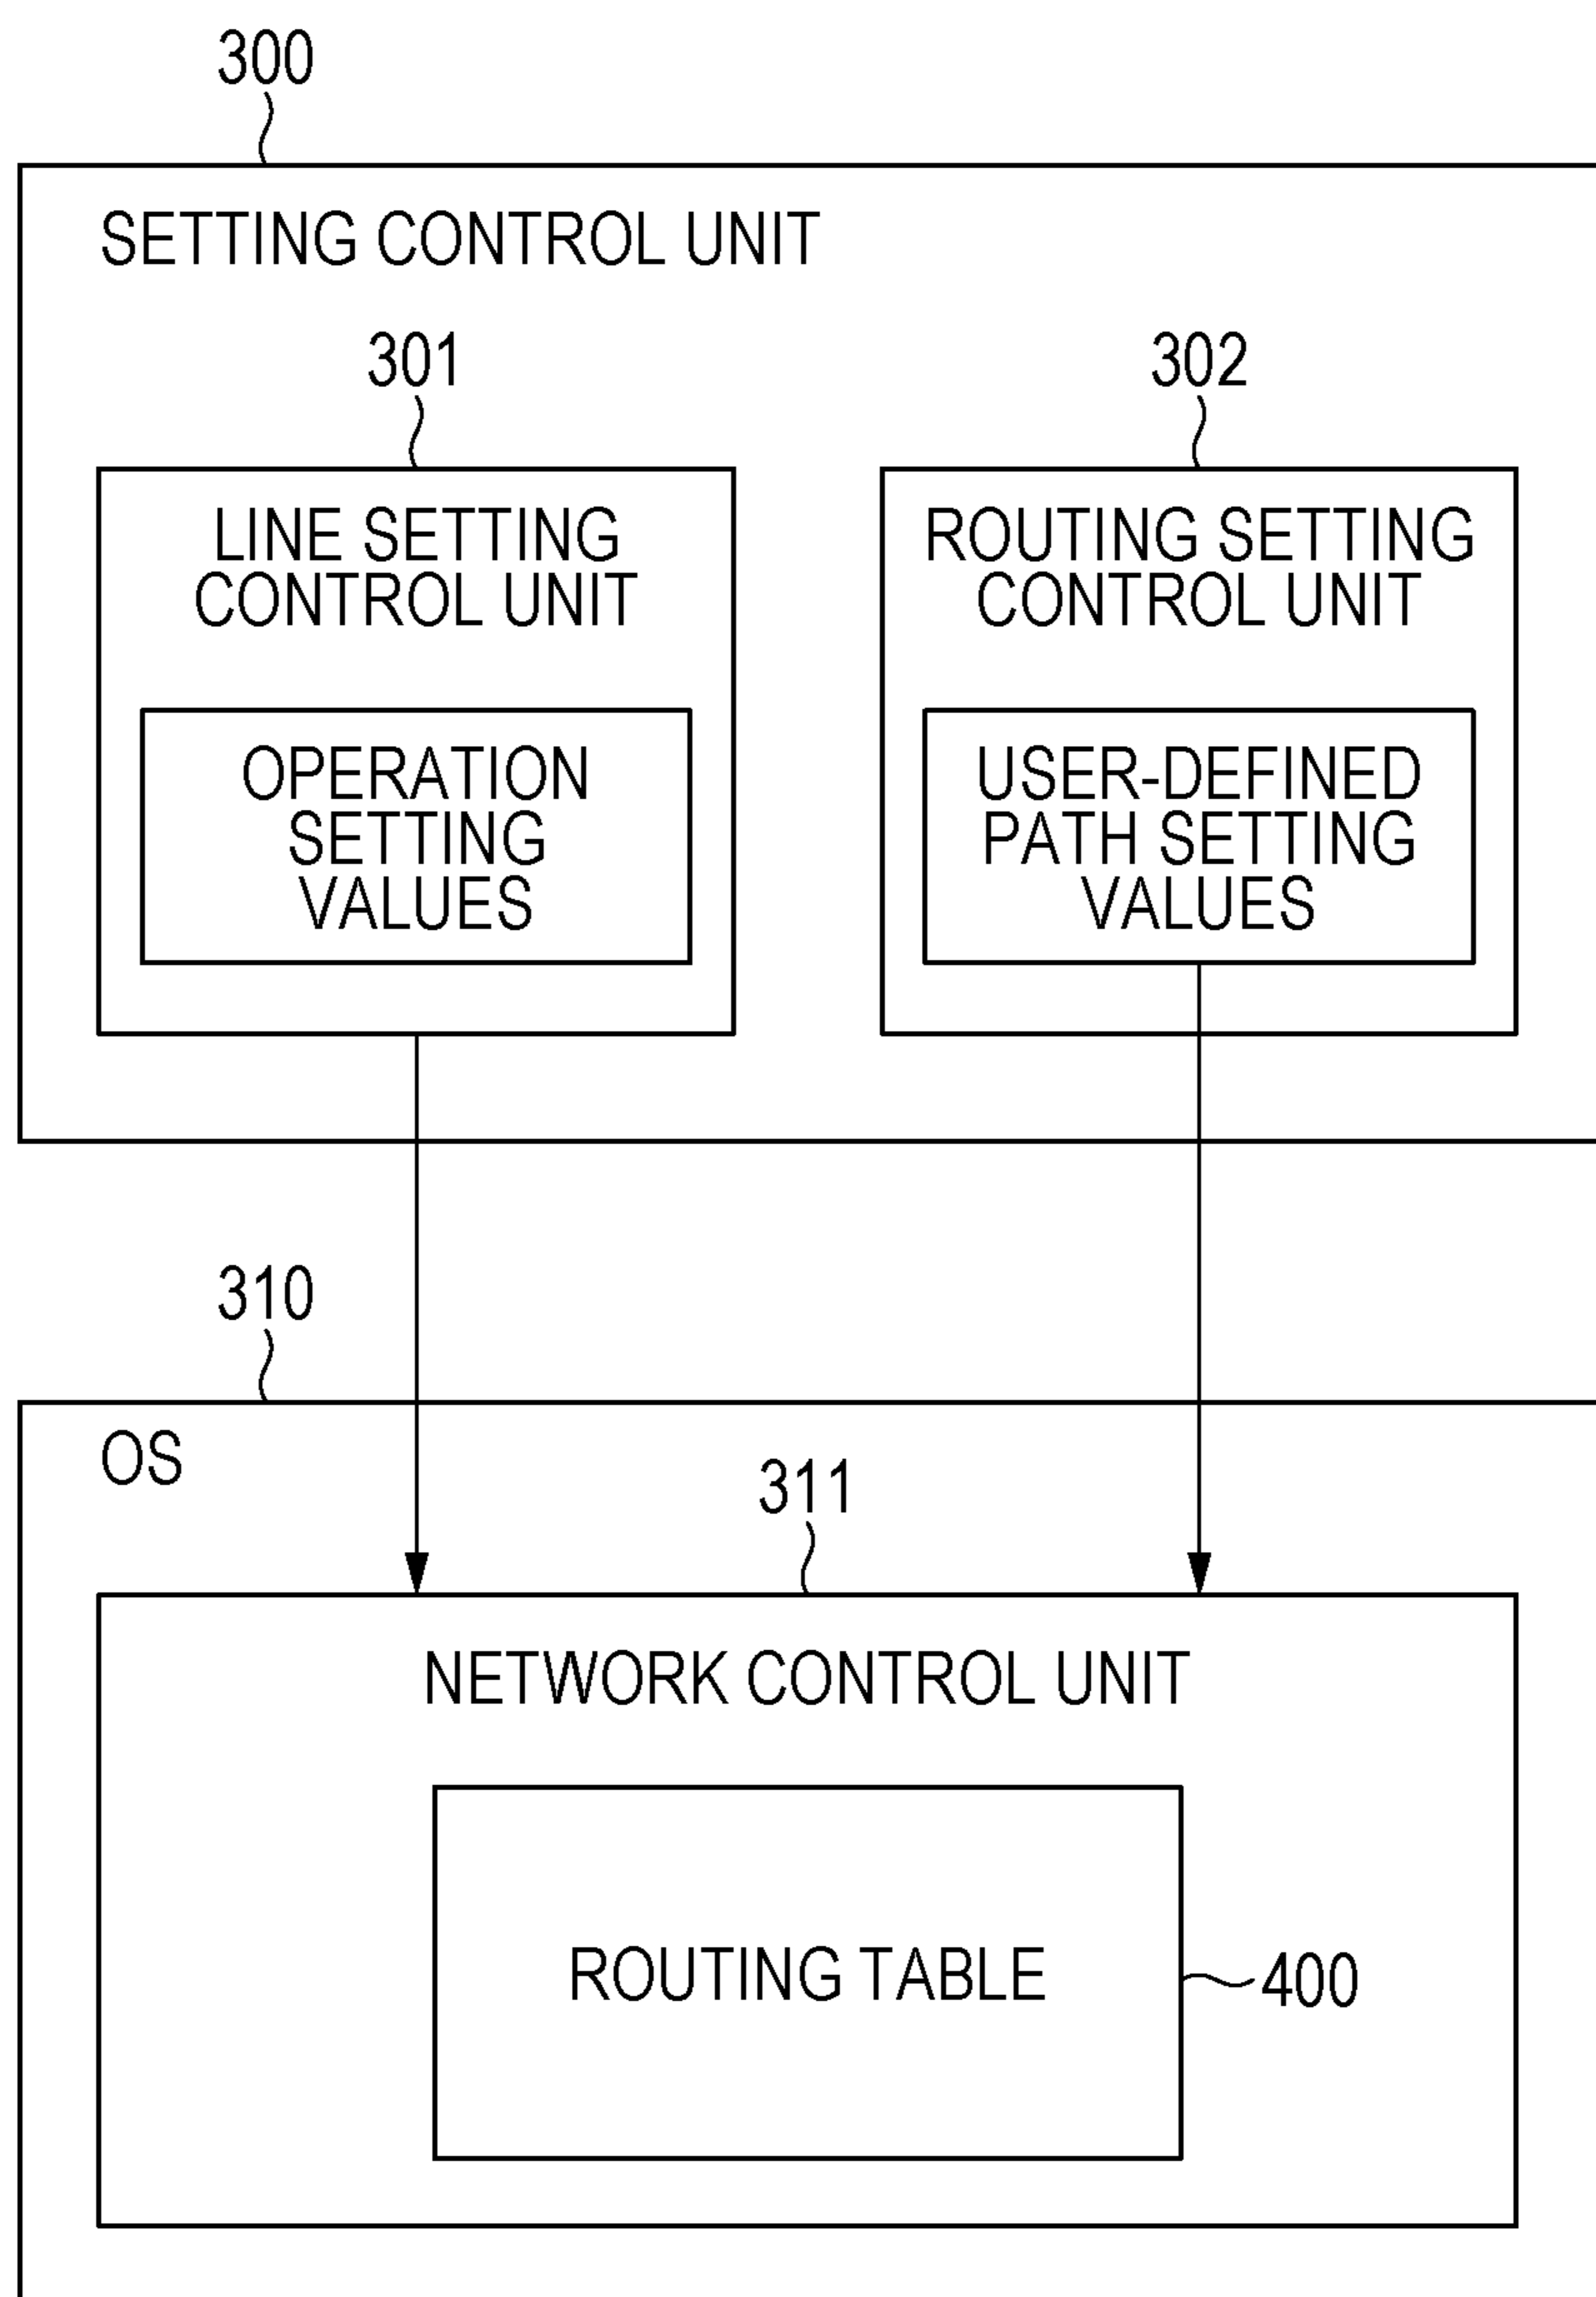 300
SETTING CONTROL UNIT
301
302
LINE SETTING
CONTROL UNIT
ROUTING SETTING
CONTROL UNIT
OPERATION
SETTING
VALUES
USER-DEFINED
PATH SETTING
VALUES
310
OS
311
NETWORK CONTROL UNIT
ROUTING TABLE
400